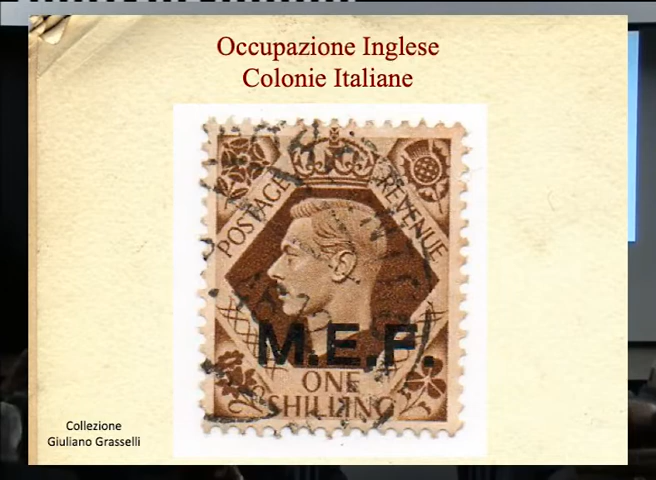 Occupazione Inglese
Colonie Italiane
POSTAGE
REVENUE
M.E.F.
ONE
SHILLING
Collezione
Giuliano Grasselli